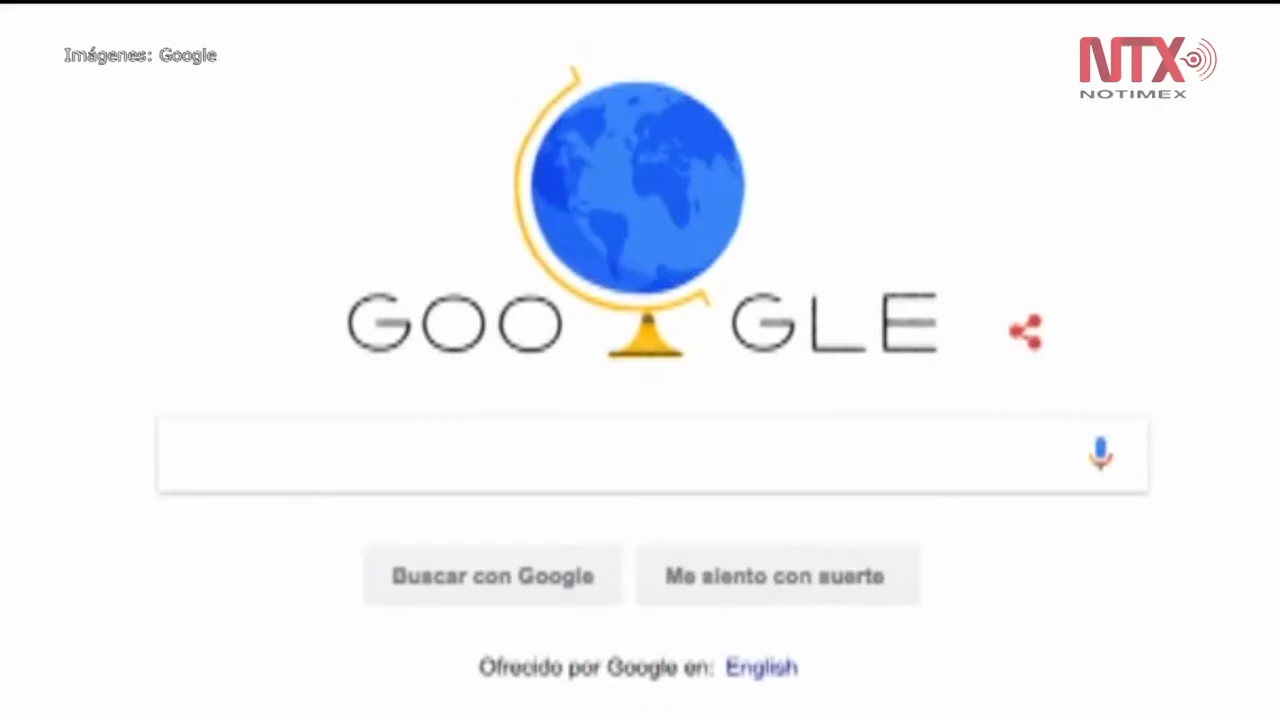 Imágenes: Google
NTX
NOTIMEX
GOO GLE
Buscar con Google
Me siento con suerte
Ofrecido por Google en: English